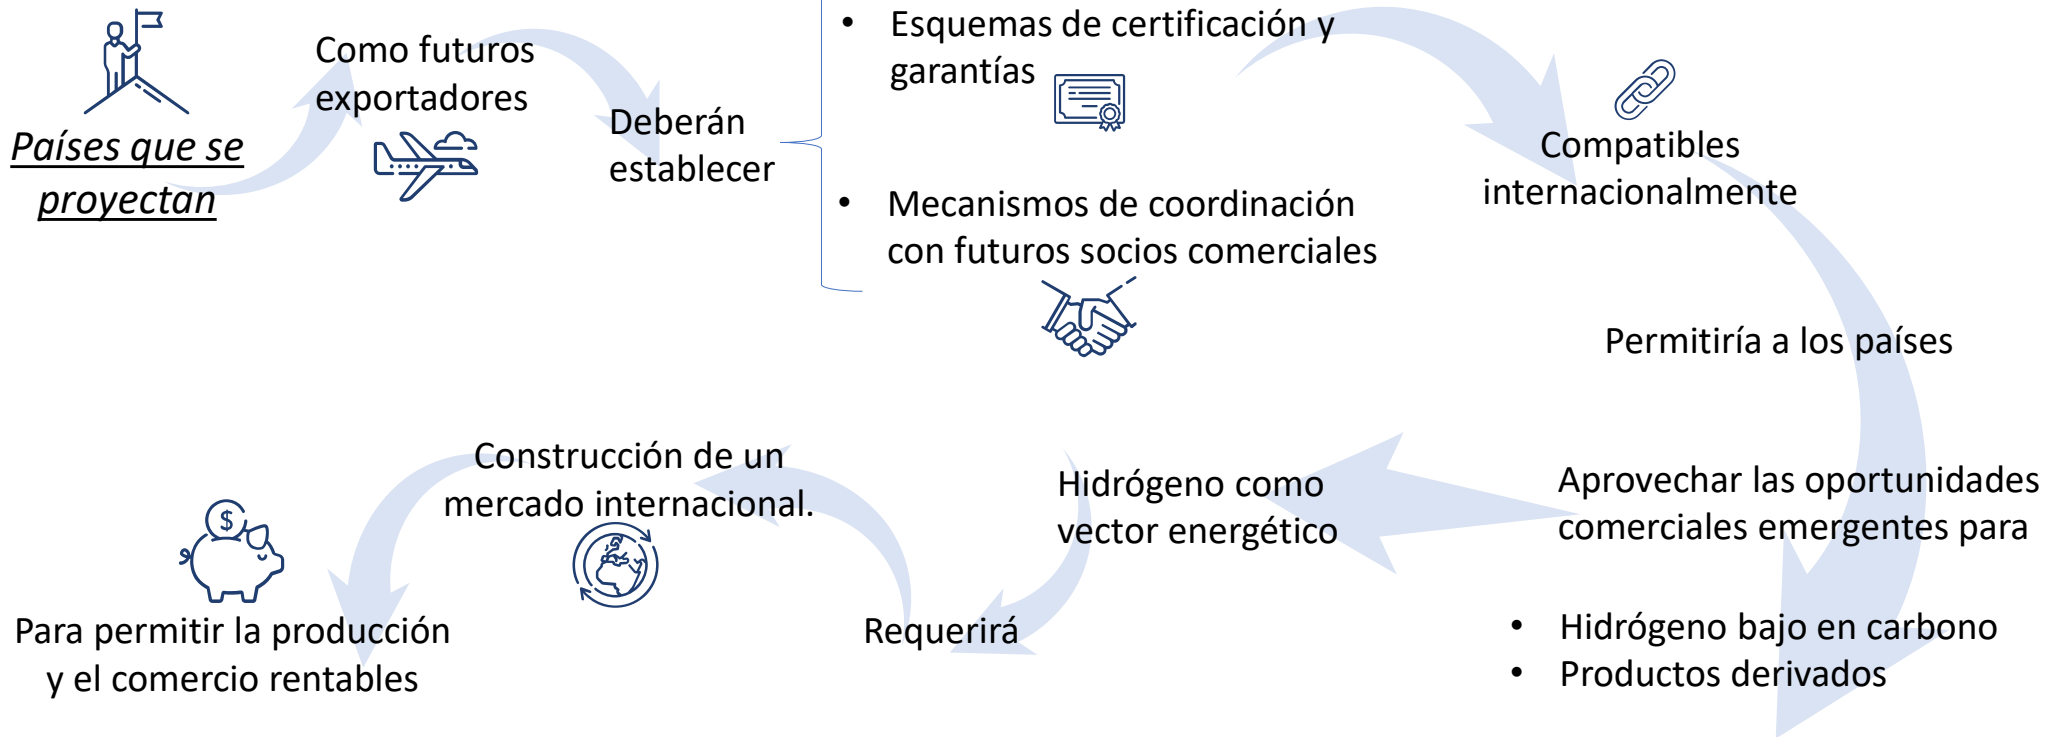 Países que se
proyectan
Como futuros
exportadores
Deberán
establecer
• Esquemas de certificación y
garantías
• Mecanismos de coordinación
con futuros socios comerciales
Compatibles
internacionalmente
Permitiría a los países
Aprovechar las oportunidades
comerciales emergentes para
• Hidrógeno bajo en carbono
• Productos derivados
Hidrógeno como
vector energético
Requerirá
Construcción de un
mercado internacional.
$
Para permitir la producción
y el comercio rentables